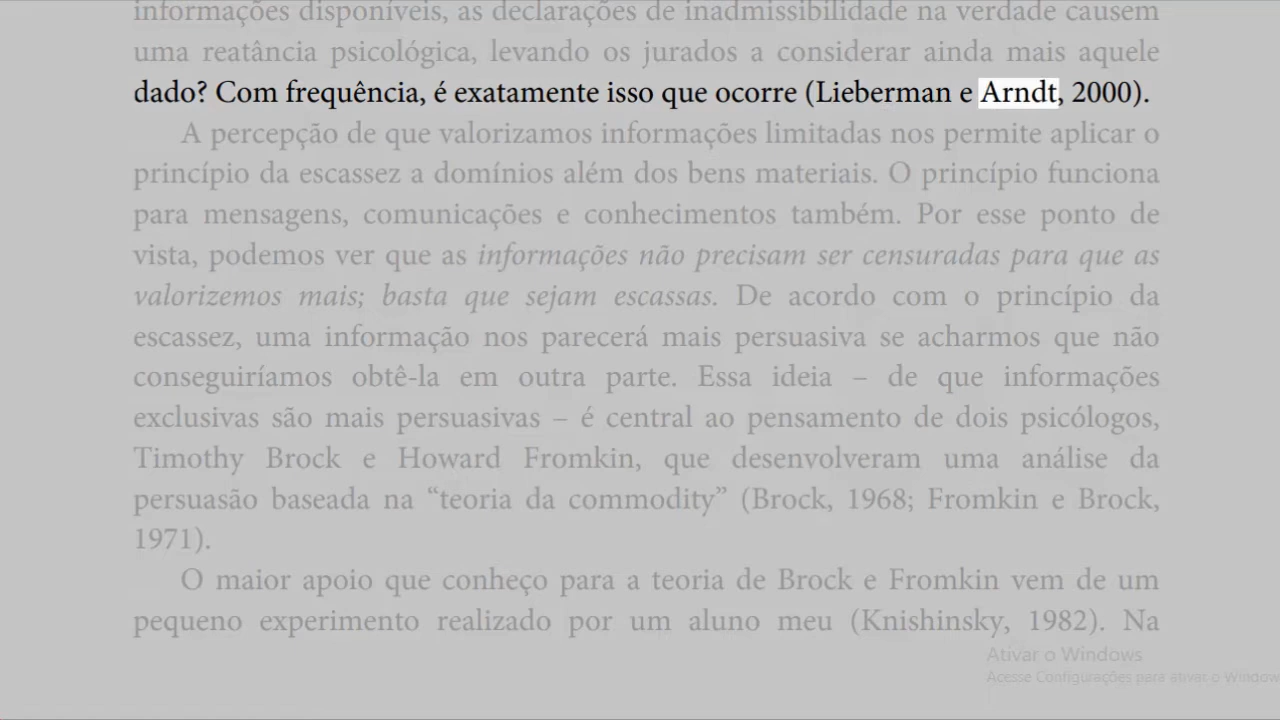 informações disponíveis, as declarações de inadmissibilidade na verdade causem
uma reatância psicológica, levando os jurados a considerar ainda mais aquele
dado? Com frequência, é exatamente isso que ocorre (Lieberman e Arndt, 2000).
A percepção de que valorizamos informações limitadas nos permite aplicar o
princípio da escassez a domínios além dos bens materiais. O princípio funciona
para mensagens, comunicações e conhecimentos também. Por esse ponto de
vista, podemos ver que as informações não precisam ser censuradas para que as
valorizemos mais; basta que sejam escassas. De acordo com o princípio da
escassez, uma informação nos parecerá mais persuasiva se acharmos que não
conseguiríamos obtê-la em outra parte. Essa ideia – de que informações
exclusivas são mais persuasivas – é central ao pensamento de dois psicólogos,
Timothy Brock e Howard Fromkin, que desenvolveram uma análise da
persuasão baseada na “teoria da commodity” (Brock, 1968; Fromkin e Brock,
1971).
O maior apoio que conheço para a teoria de Brock e Fromkin vem de um
pequeno experimento realizado por um aluno meu (Knishinsky, 1982). Na
Ativar o Windows
Acesse Configurações para ativar o Window